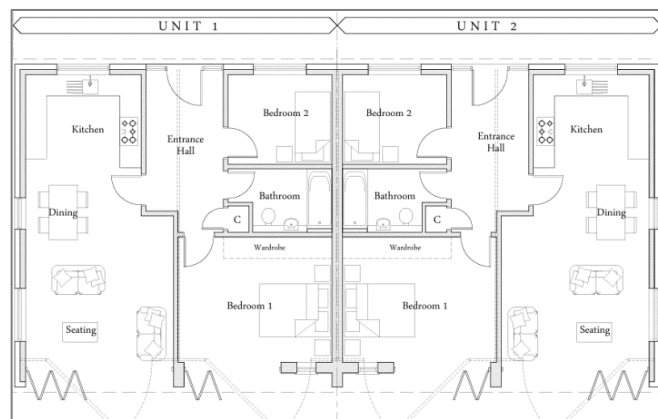 UNIT 1
UNIT 2
Bedroom 2
Bedroom 2
Kitchen
Entrance
Hall
Entrance
Hall
Kitchen
Bathroom
Bathroom
Dining
C
C
Dining
Wardrobe
Wardrobe
Bedroom 1
Bedroom 1
Seating
Seating